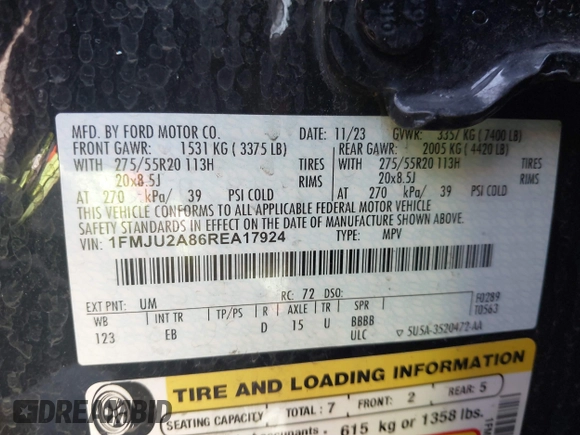 MFD. BY FORD MOTOR CO.
DATE: 11/23 GVWR: 3357 KG ( 7400 LB)
FRONT GAWR: 1531 KG ( 3375 LB)
REAR GAWR: 2005 KG ( 4420 LB)
WITH 275/55R20 113H TIRES
WITH 275/55R20 113H TIRES
20x8.5J RIMS
20x8.5J RIMS
AT 270 kPa/ 39 PSI COLD
AT 270 kPa/ 39 PSI COLD
THIS VEHICLE CONFORMS TO ALL APPLICABLE FEDERAL MOTOR VEHICLE
SAFETY STANDARDS IN EFFECT ON THE DATE OF MANUFACTURE SHOWN ABOVE.
VIN: 1FMJU2A86REA17924 TYPE: MPV
EXT PNT: UM RC: 72 DSO: F0289
WB INT TR TP/PS R AXLE TR SPR T0563
123 EB D 15 U BBBB
ULC ▽ 5U5A-3520472-AA
TIRE AND LOADING INFORMATION
SEATING CAPACITY TOTAL : 7 FRONT: 2 REAR: 5
615 kg or 1358 lbs.
DREAMBID